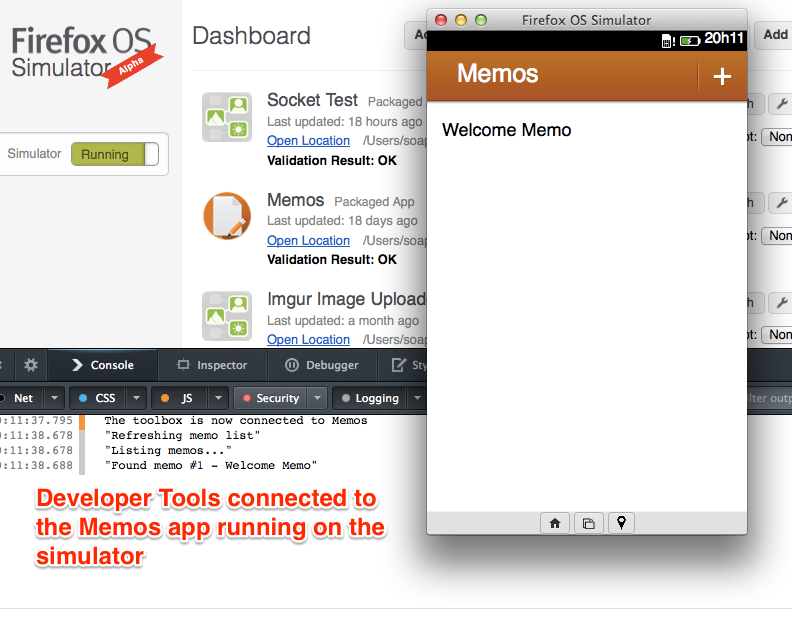 Firefox OS
Simulator
Alpha
Simulator
Running
Dashboard
Add
Socket Test Packaged
Last updated: 18 hours ago
Open Location /Users/soap
Validation Result: OK
Memos Packaged App
Last updated: 18 days ago
Open Location /Users/soap
Validation Result: OK
Imgur Image Uploade
Last updated: a month ago
Open Location /Users/soap
Firefox OS Simulator
20h11
Memos
+
Welcome Memo
Console
Inspector
Debugger
Sty
Net
CSS
JS
Security
Logging
ilter outp
0:11:37.795 The toolbox is now connected to Memos
0:11:38.678 "Refreshing memo list"
0:11:38.678 "Listing memos..."
0:11:38.688 "Found memo #1 - Welcome Memo"
Developer Tools connected to
the Memos app running on the
simulator